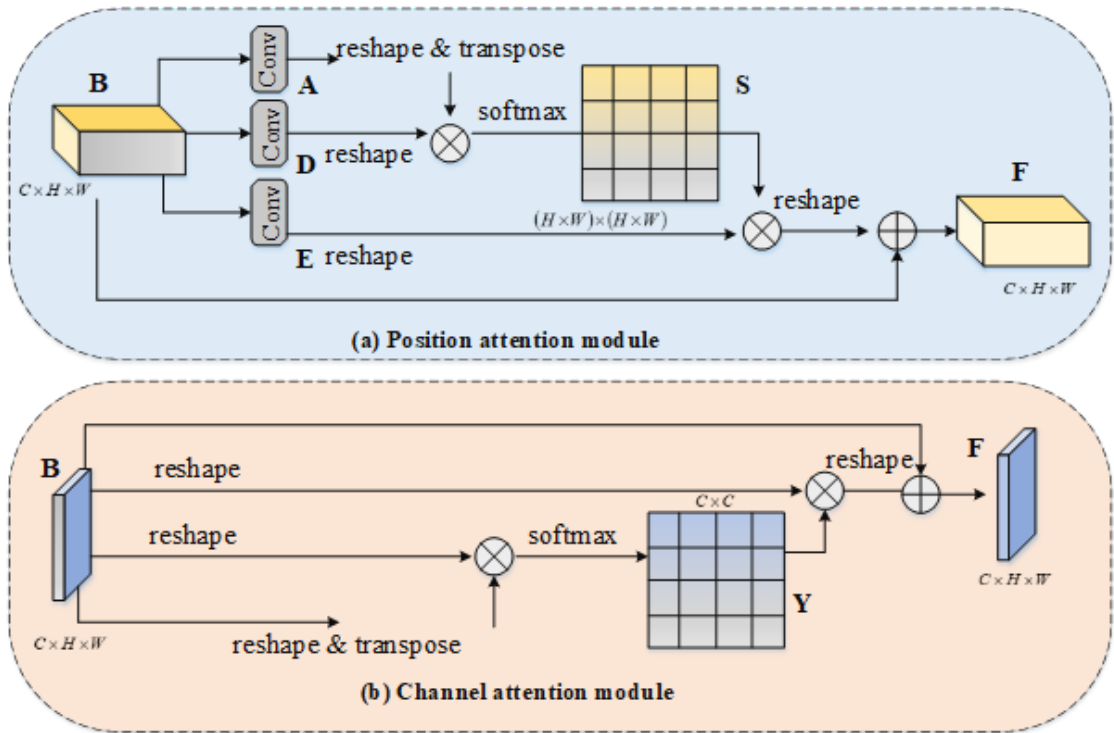 Conv
reshape & transpose
B
A
S
softmax
Conv
D
reshape
C×H×W
F
Conv
(H×W)×(H×W)
reshape
E
reshape
C×H×W
(a) Position attention module
B
reshape
reshape
F
C×C
reshape
softmax
Y
C×H×W
C×H×W
reshape & transpose
(b) Channel attention module